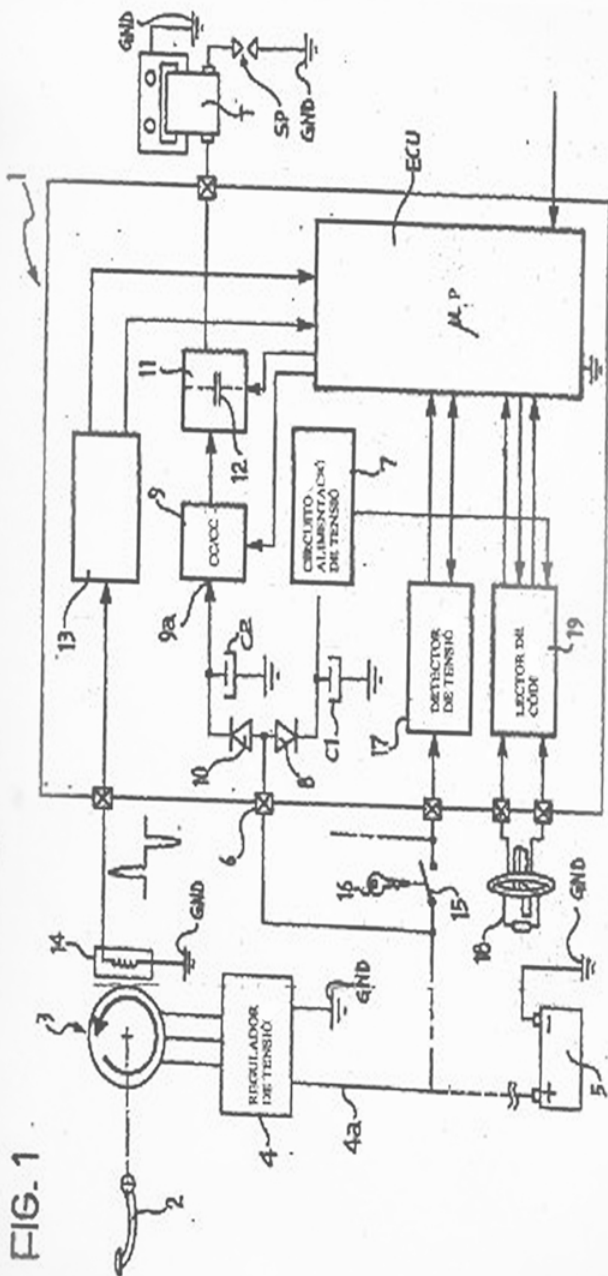 FIG. 1
1
2
3
14
GND
REGULADOR
DE TENSIÓ
4
GND
4a
5
+
-
GND
6
16
15
18
13
10
8
C2
C1
9a
9
CC/CC
11
12
CIRCUITO
ALIMENTACIÓ
DE TENSIÓ
7
17
DETECTOR
DE TENSIÓ
LECTOR DE
CÓDI
19
µP
ECU
GND
T
SP
GND